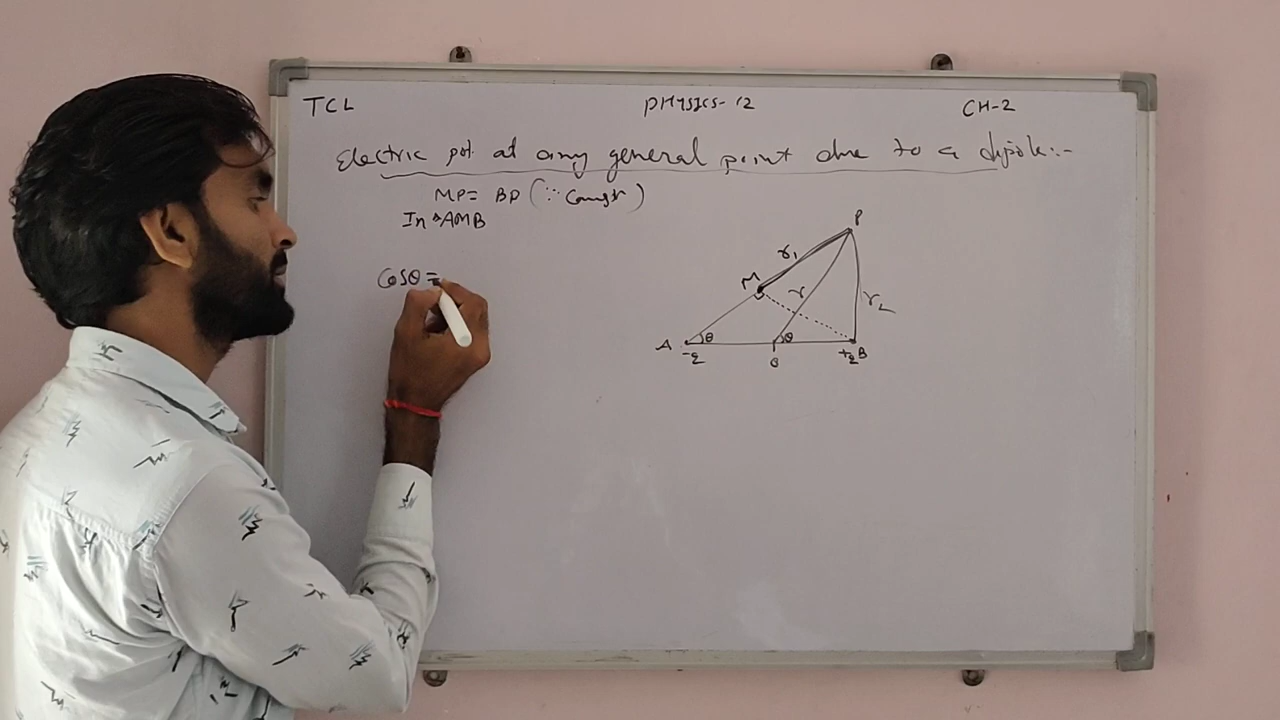 TCL PHYSICS-12 CH-2
Electric pot. at any general point due to a dipole:-
MP= BP (∵ Const)
In ΔAMB
Cosθ =
P
r₁
M
r
r₂
A θ θ B
-q O +q